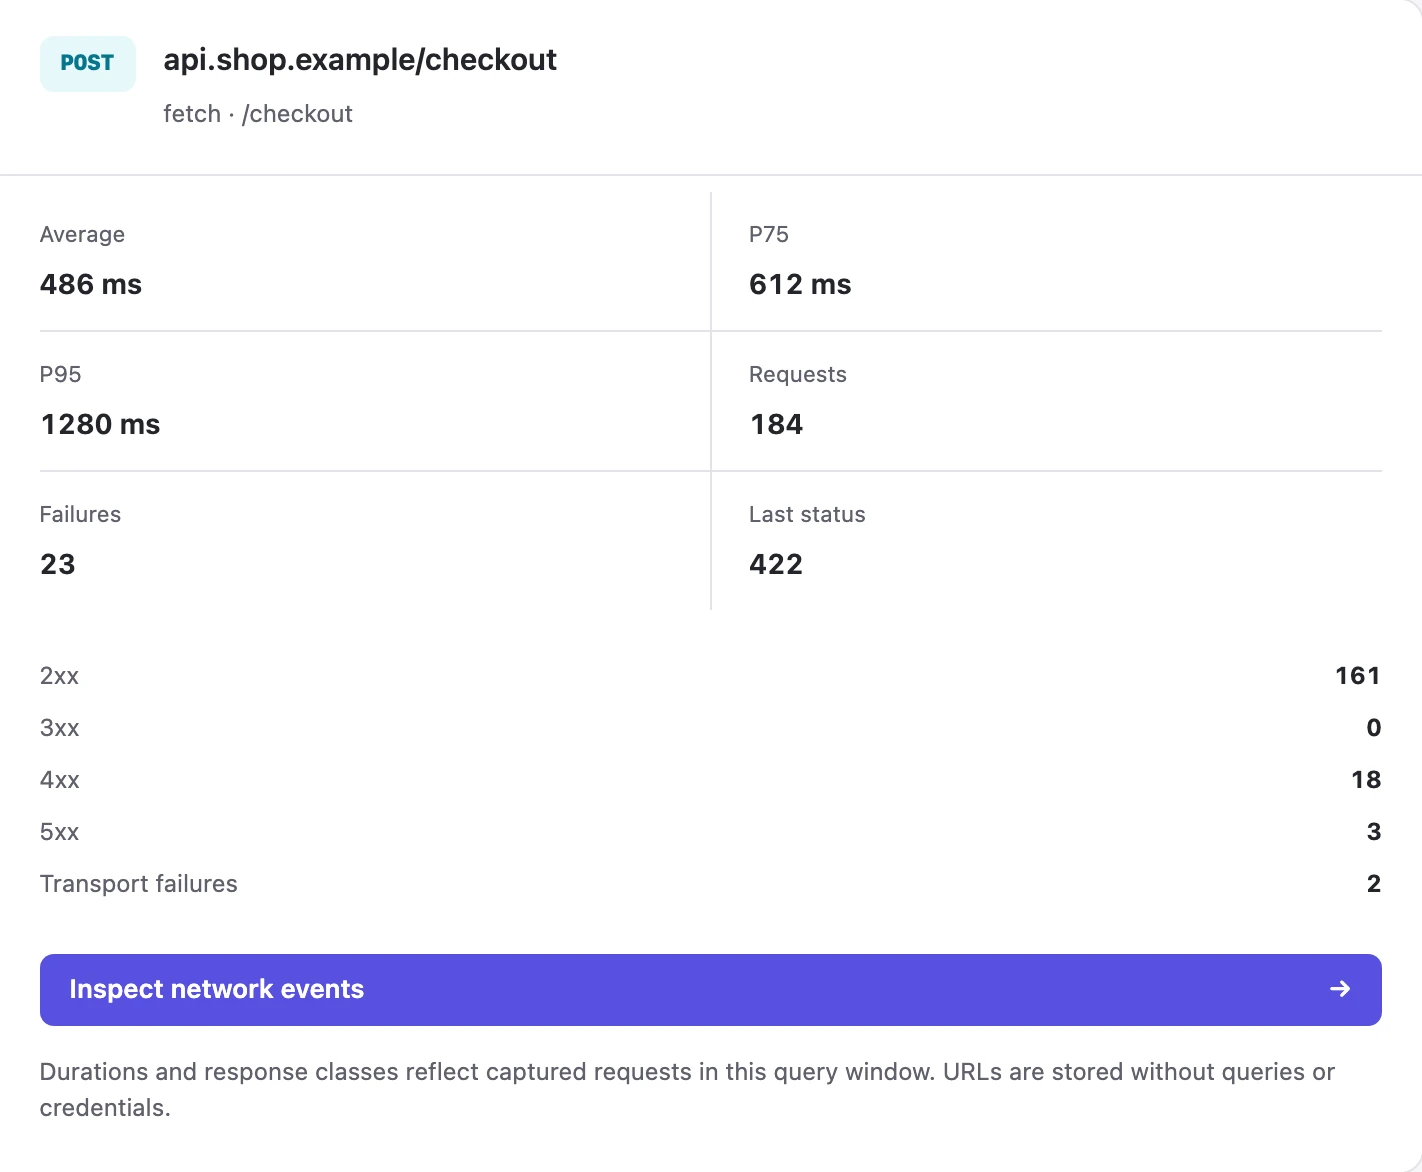 POST
api.shop.example/checkout
fetch · /checkout
Average
486 ms
P75
612 ms
P95
1280 ms
Requests
184
Failures
23
Last status
422
2xx
161
3xx
0
4xx
18
5xx
3
Transport failures
2
Inspect network events →
Durations and response classes reflect captured requests in this query window. URLs are stored without queries or
credentials.